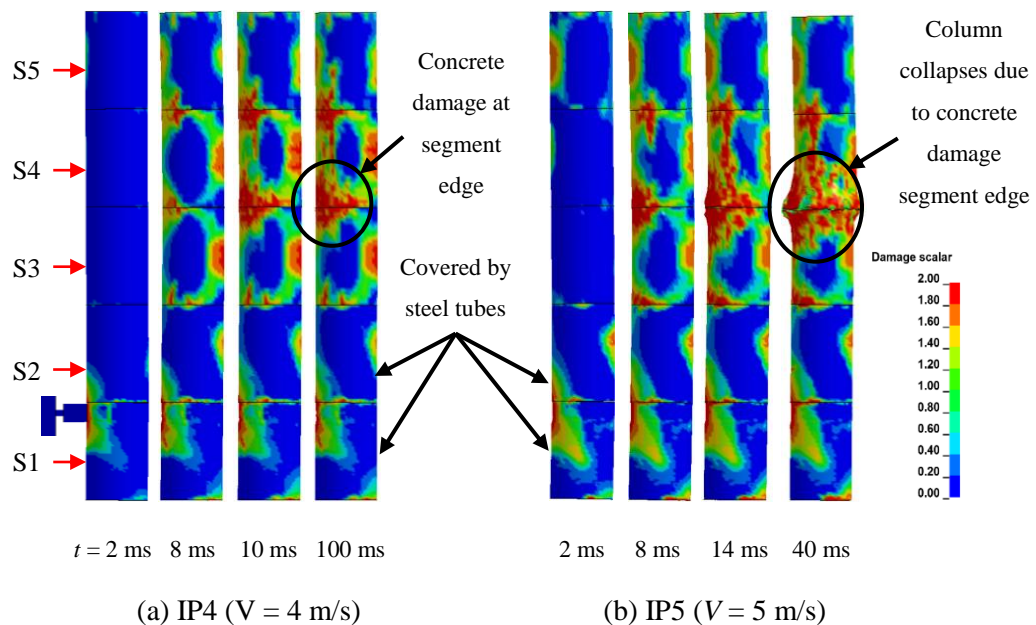 S5
S4
S3
S2
S1
Concrete
damage at
segment
edge
Covered by
steel tubes
Column
collapses due
to concrete
damage
segment edge
Damage scalar
2.00
1.80
1.60
1.40
1.20
1.00
0.80
0.60
0.40
0.20
0.00
t = 2 ms
8 ms
10 ms
100 ms
2 ms
8 ms
14 ms
40 ms
(a) IP4 (V = 4 m/s)
(b) IP5 (V = 5 m/s)